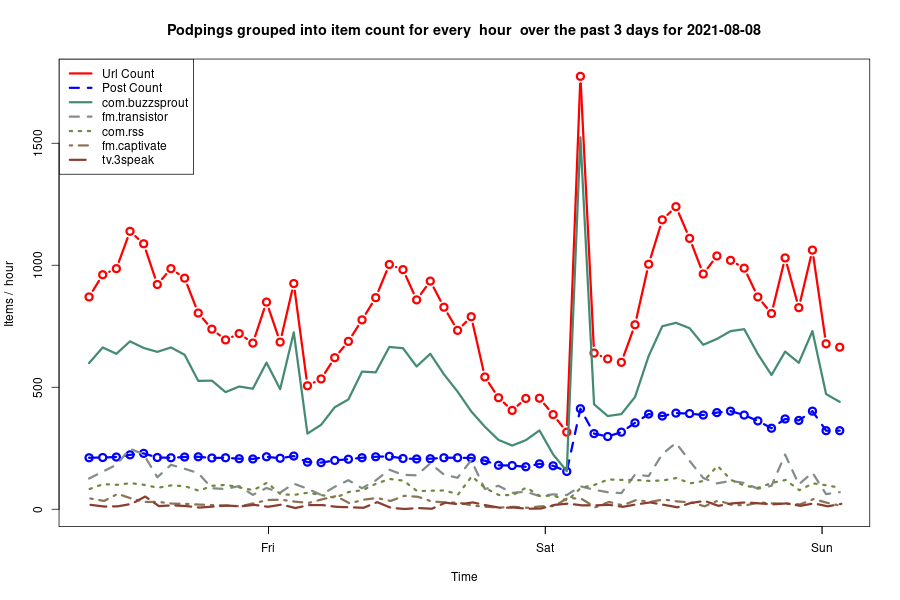 Podpings grouped into item count for every  hour  over the past 3 days for 2021-08-08
Url Count
Post Count
com.buzzsprout
fm.transistor
com.rss
fm.captivate
tv.3speak
1500
1000
500
0
Items /  hour
Fri
Sat
Sun
Time